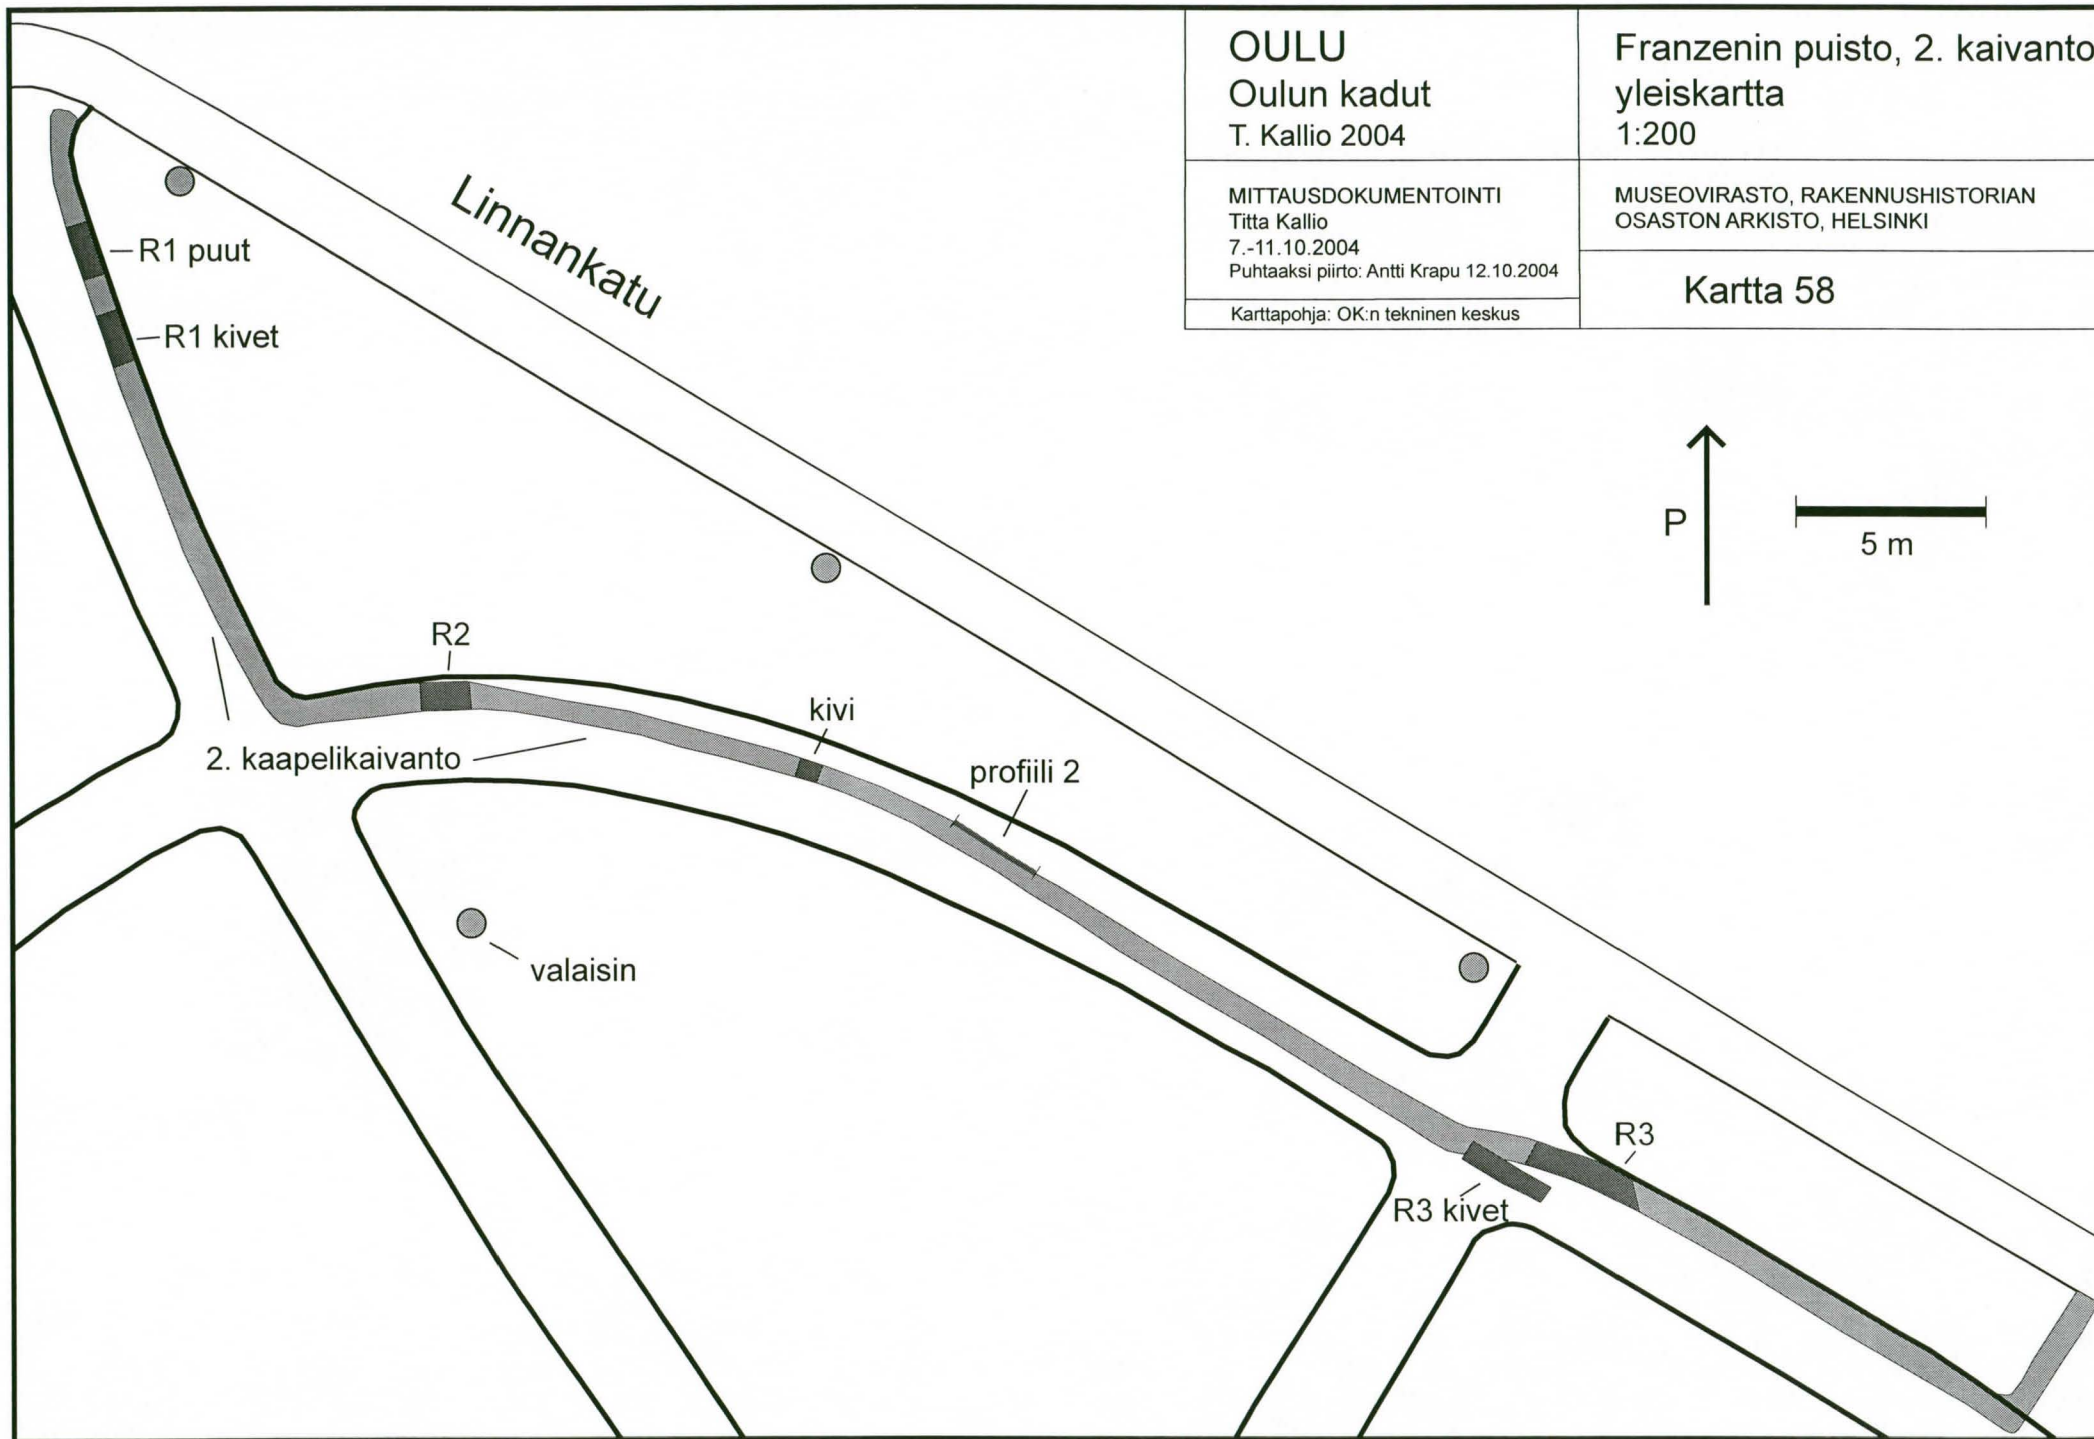 OULU
Oulun kadut
T. Kallio 2004
Franzenin puisto, 2. kaivanto
yleiskartta
1:200
MITTAUSDOKUMENTOINTI
Titta Kallio
7.-11.10.2004
Puhtaaksi piirto: Antti Krapu 12.10.2004
MUSEOVIRASTO, RAKENNUSHISTORIAN
OSASTON ARKISTO, HELSINKI
Karttapohja: OK:n tekninen keskus
Kartta 58
Linnankatu
R1 puut
R1 kivet
P
5 m
R2
kivi
2. kaapelikaivanto
profiili 2
valaisin
R3
R3 kivet